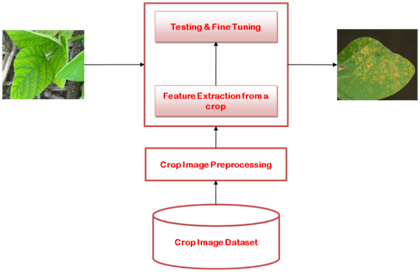 Testing & Fine Tuning
Feature Extraction from a
crop
Crop Image Preprocessing
Crop Image Dataset